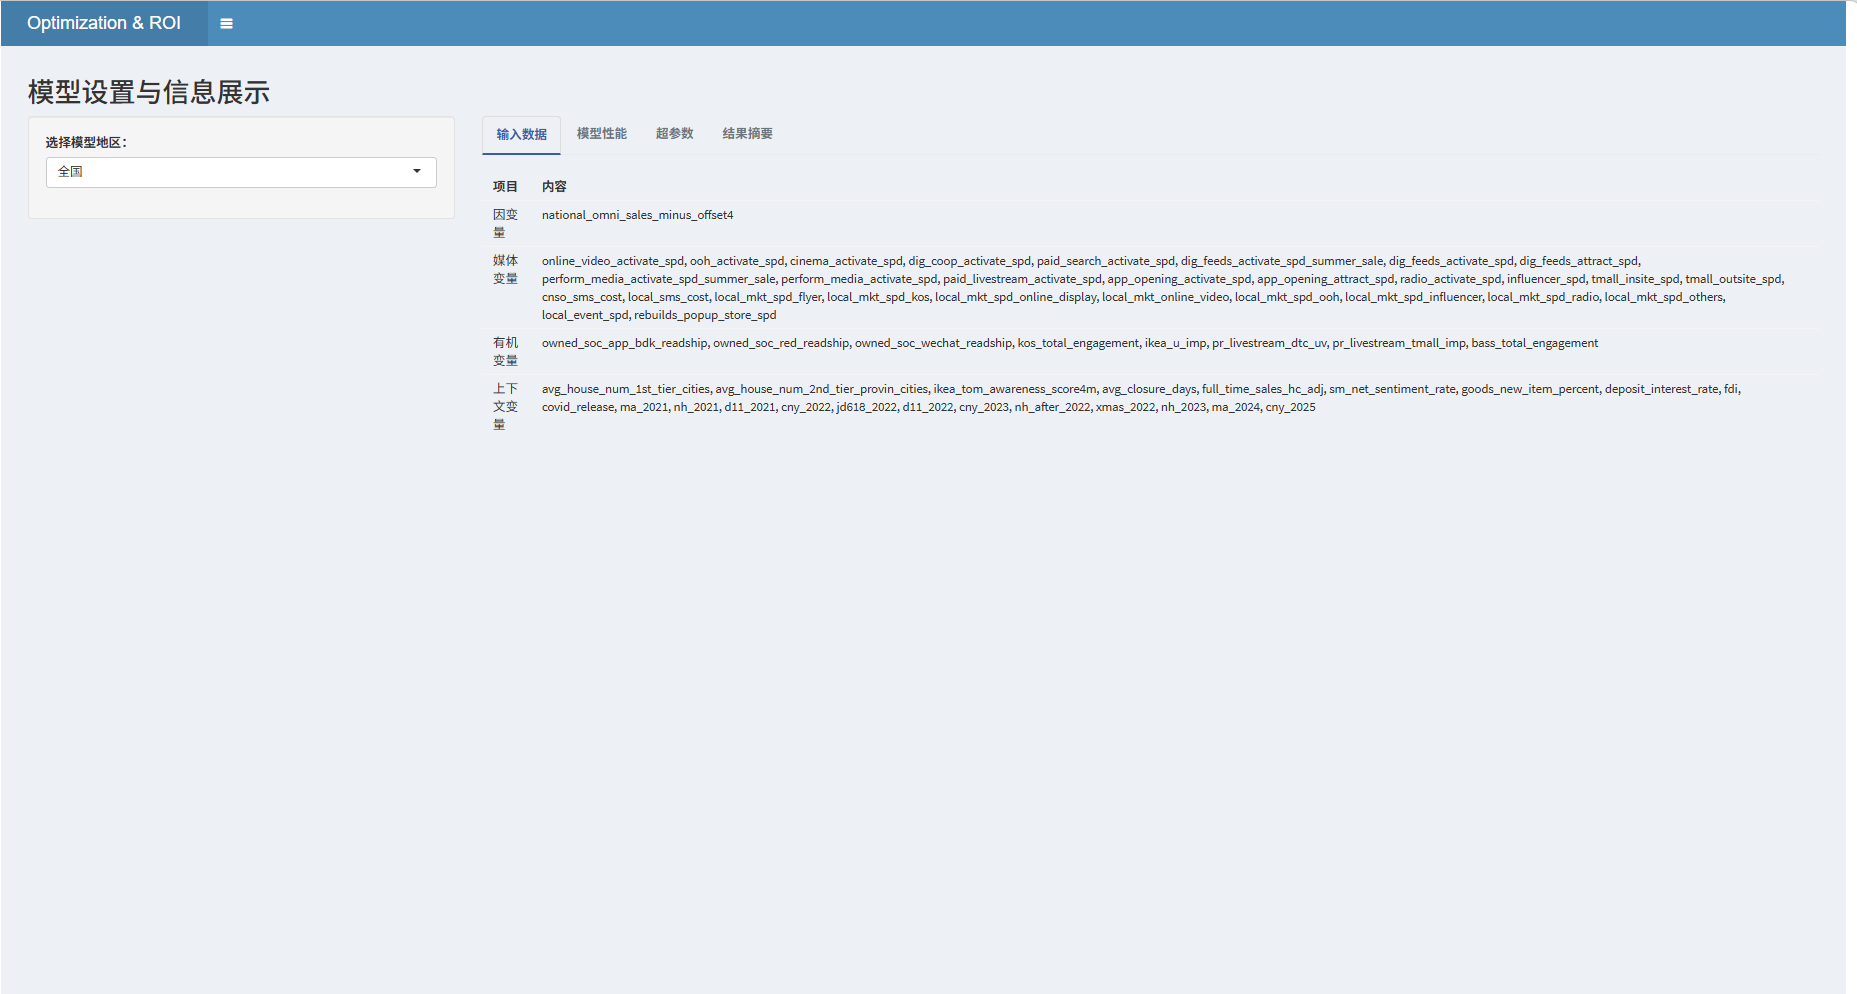 Optimization & ROI
模型设置与信息展示
选择模型地区：
全国
输入数据 模型性能 超参数 结果摘要
项目 内容
因变量 national_omni_sales_minus_offset4
媒体变量 online_video_activate_spd, ooh_activate_spd, cinema_activate_spd, dig_coop_activate_spd, paid_search_activate_spd, dig_feeds_activate_spd_summer_sale, dig_feeds_activate_spd, dig_feeds_attract_spd,
perform_media_activate_spd_summer_sale, perform_media_activate_spd, paid_livestream_activate_spd, app_opening_activate_spd, app_opening_attract_spd, radio_activate_spd, influencer_spd, tmall_insite_spd, tmall_outsite_spd,
cnso_sms_cost, local_sms_cost, local_mkt_spd_flyer, local_mkt_spd_kos, local_mkt_spd_online_display, local_mkt_online_video, local_mkt_spd_ooh, local_mkt_spd_influencer, local_mkt_spd_radio, local_mkt_spd_others,
local_event_spd, rebuilds_popup_store_spd
有机变量 owned_soc_app_bdk_readship, owned_soc_red_readship, owned_soc_wechat_readship, kos_total_engagement, ikea_u_imp, pr_livestream_dtc_uv, pr_livestream_tmall_imp, bass_total_engagement
上下文变量 avg_house_num_1st_tier_cities, avg_house_num_2nd_tier_provin_cities, ikea_tom_awareness_score4m, avg_closure_days, full_time_sales_hc_adj, sm_net_sentiment_rate, goods_new_item_percent, deposit_interest_rate, fdi,
covid_release, ma_2021, nh_2021, d11_2021, cny_2022, jd618_2022, d11_2022, cny_2023, nh_after_2022, xmas_2022, nh_2023, ma_2024, cny_2025